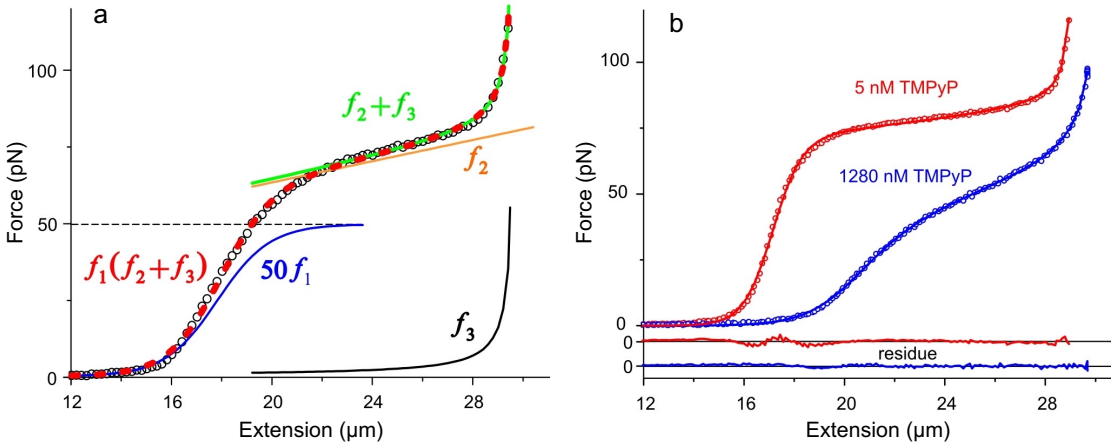 a
100
50
0
Force (pN)
f₂+f₃
f₂
f₁(f₂+f₃)
50f₁
f₃
12 16 20 24 28
Extension (µm)
b
100
50
0
Force (pN)
5 nM TMPyP
1280 nM TMPyP
0
residue
0
12 16 20 24 28
Extension (µm)